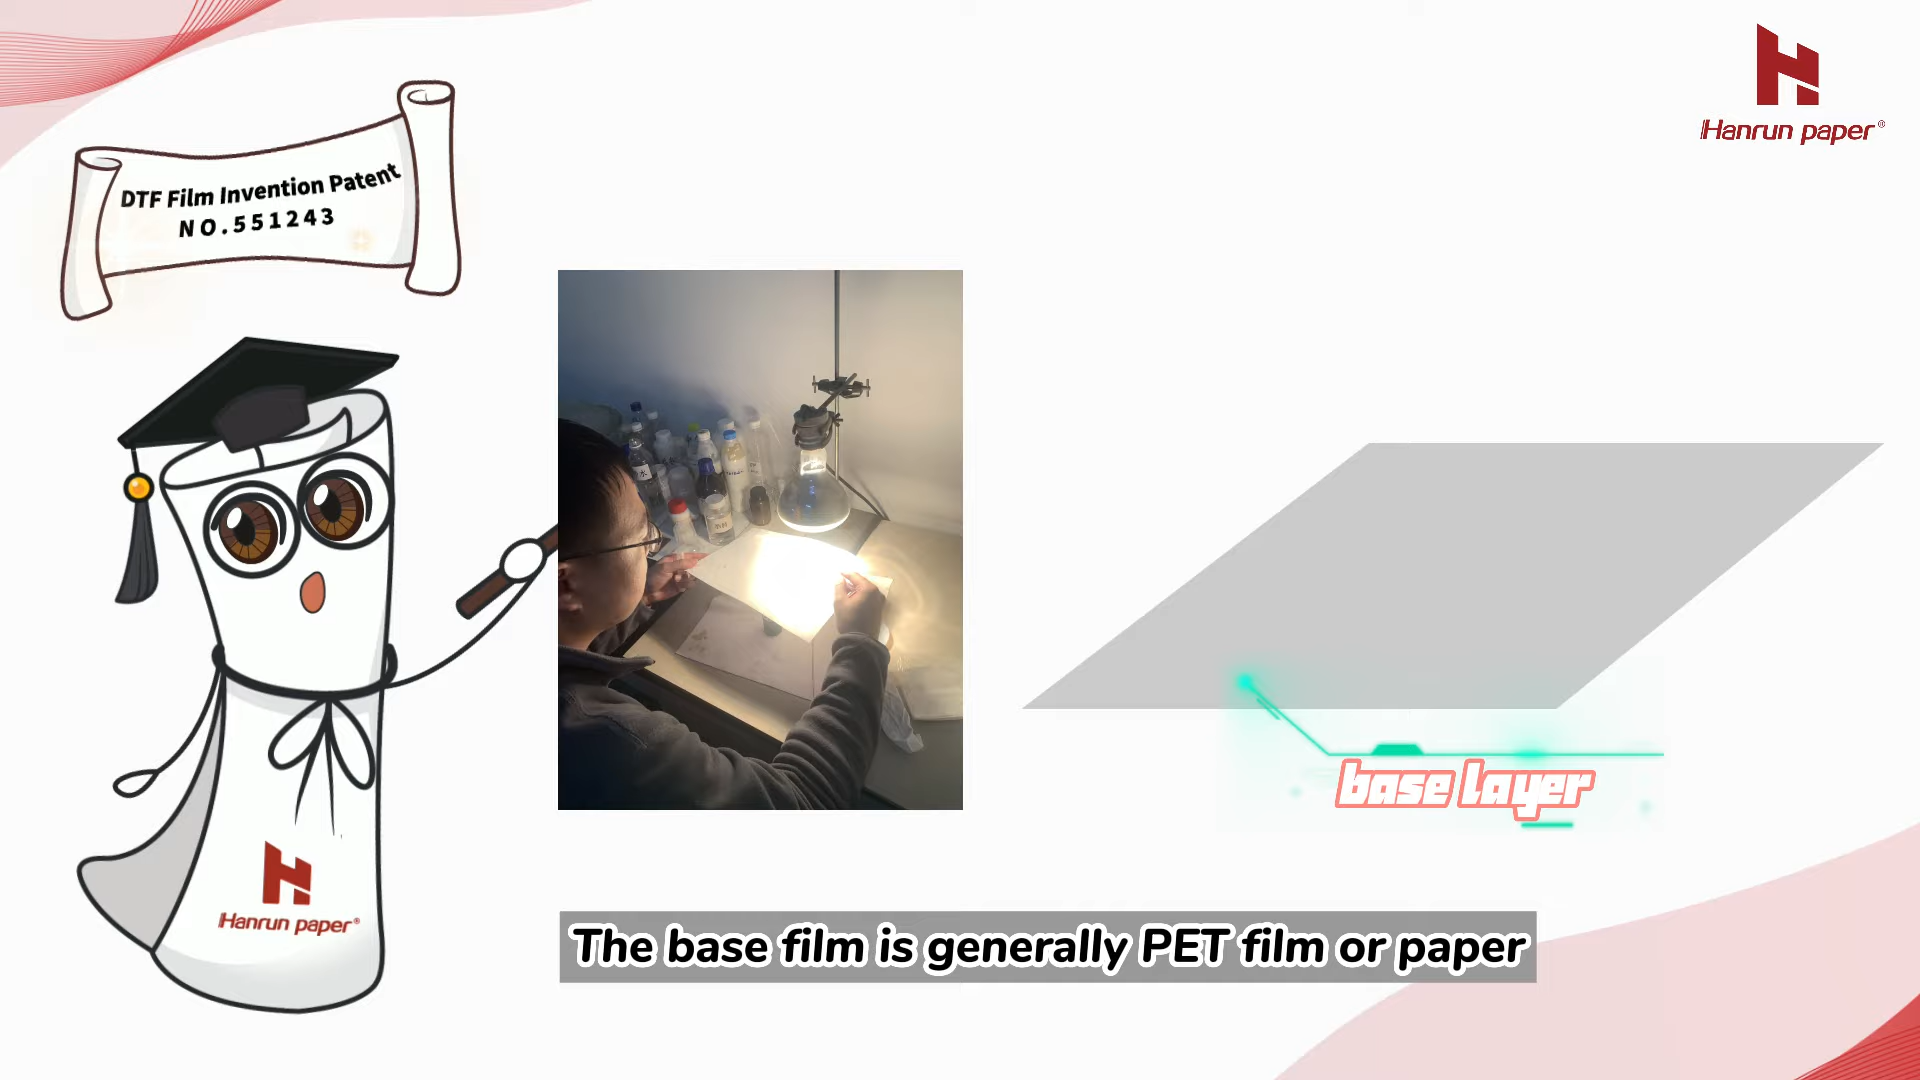 DTF Film Invention Patent
NO.551243
H
Hanrun paper®
水
base layer
H
Hanrun paper®
The base film is generally PET film or paper